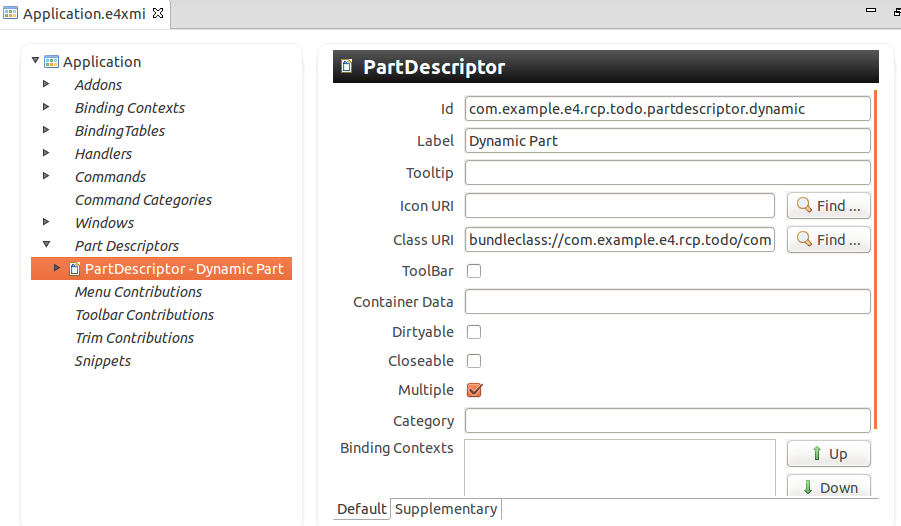 Application.e4xmi
Application
Addons
Binding Contexts
BindingTables
Handlers
Commands
Command Categories
Windows
Part Descriptors
PartDescriptor - Dynamic Part
Menu Contributions
Toolbar Contributions
Trim Contributions
Snippets
PartDescriptor
Id com.example.e4.rcp.todo.partdescriptor.dynamic
Label Dynamic Part
Tooltip
Icon URI Find ...
Class URI bundleclass://com.example.e4.rcp.todo/com Find ...
ToolBar
Container Data
Dirtyable
Closeable
Multiple
Category
Binding Contexts Up
Down
Default Supplementary